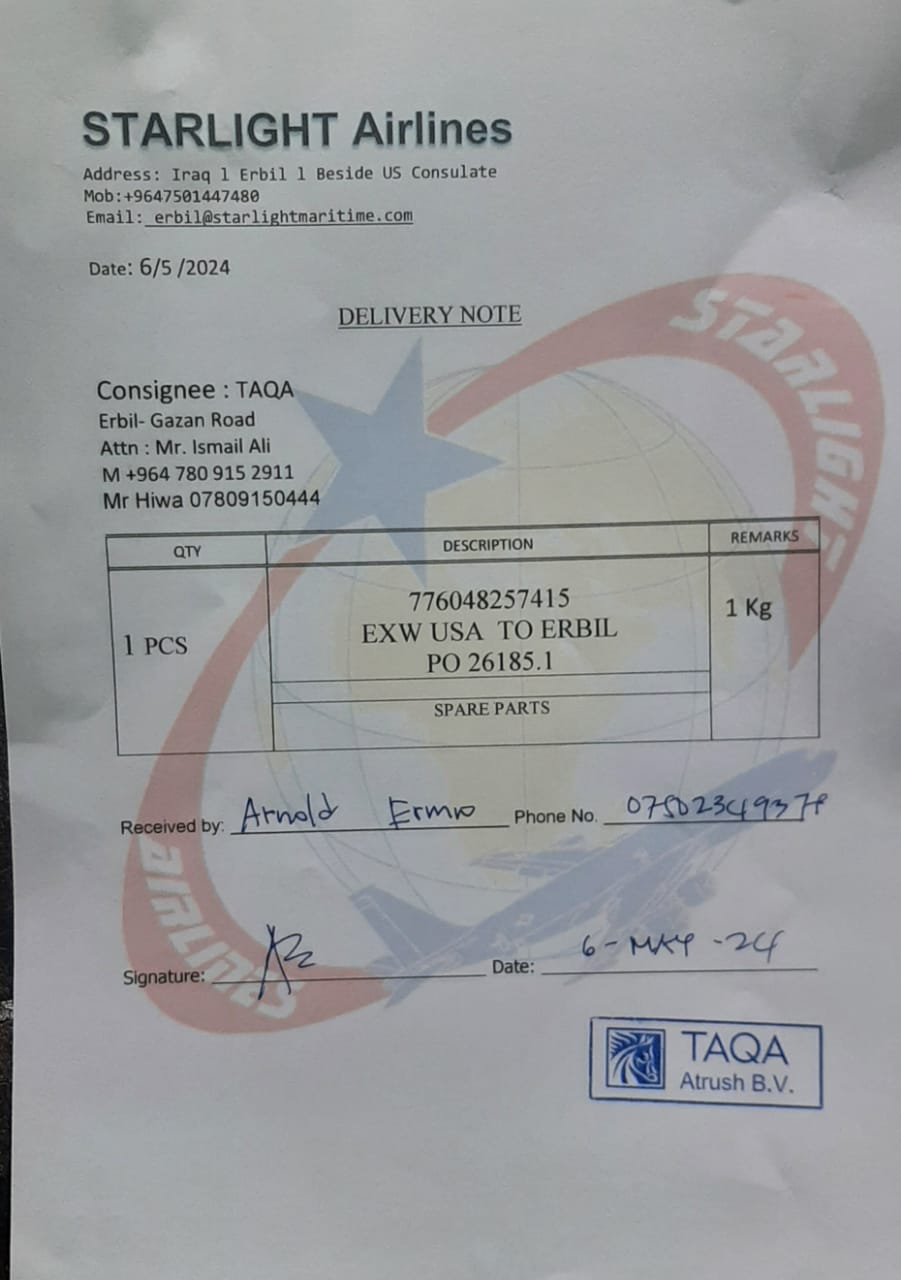 STARLIGHT Airlines
Address: Iraq l Erbil l Beside US Consulate
Mob:+9647501447480
Email: erbil@starlightmaritime.com
Date: 6/5 /2024
DELIVERY NOTE
STARLIGHT
Consignee : TAQA
Erbil- Gazan Road
Attn : Mr. Ismail Ali
M +964 780 915 2911
Mr Hiwa 07809150444
QTY DESCRIPTION REMARKS
776048257415
EXW USA TO ERBIL
PO 26185.1
1 PCS
1 Kg
SPARE PARTS
Received by: Arnold Phone No.
AIRLINES
Signature: Date: 6-MAY-24
TAQA
Atrush B.V.